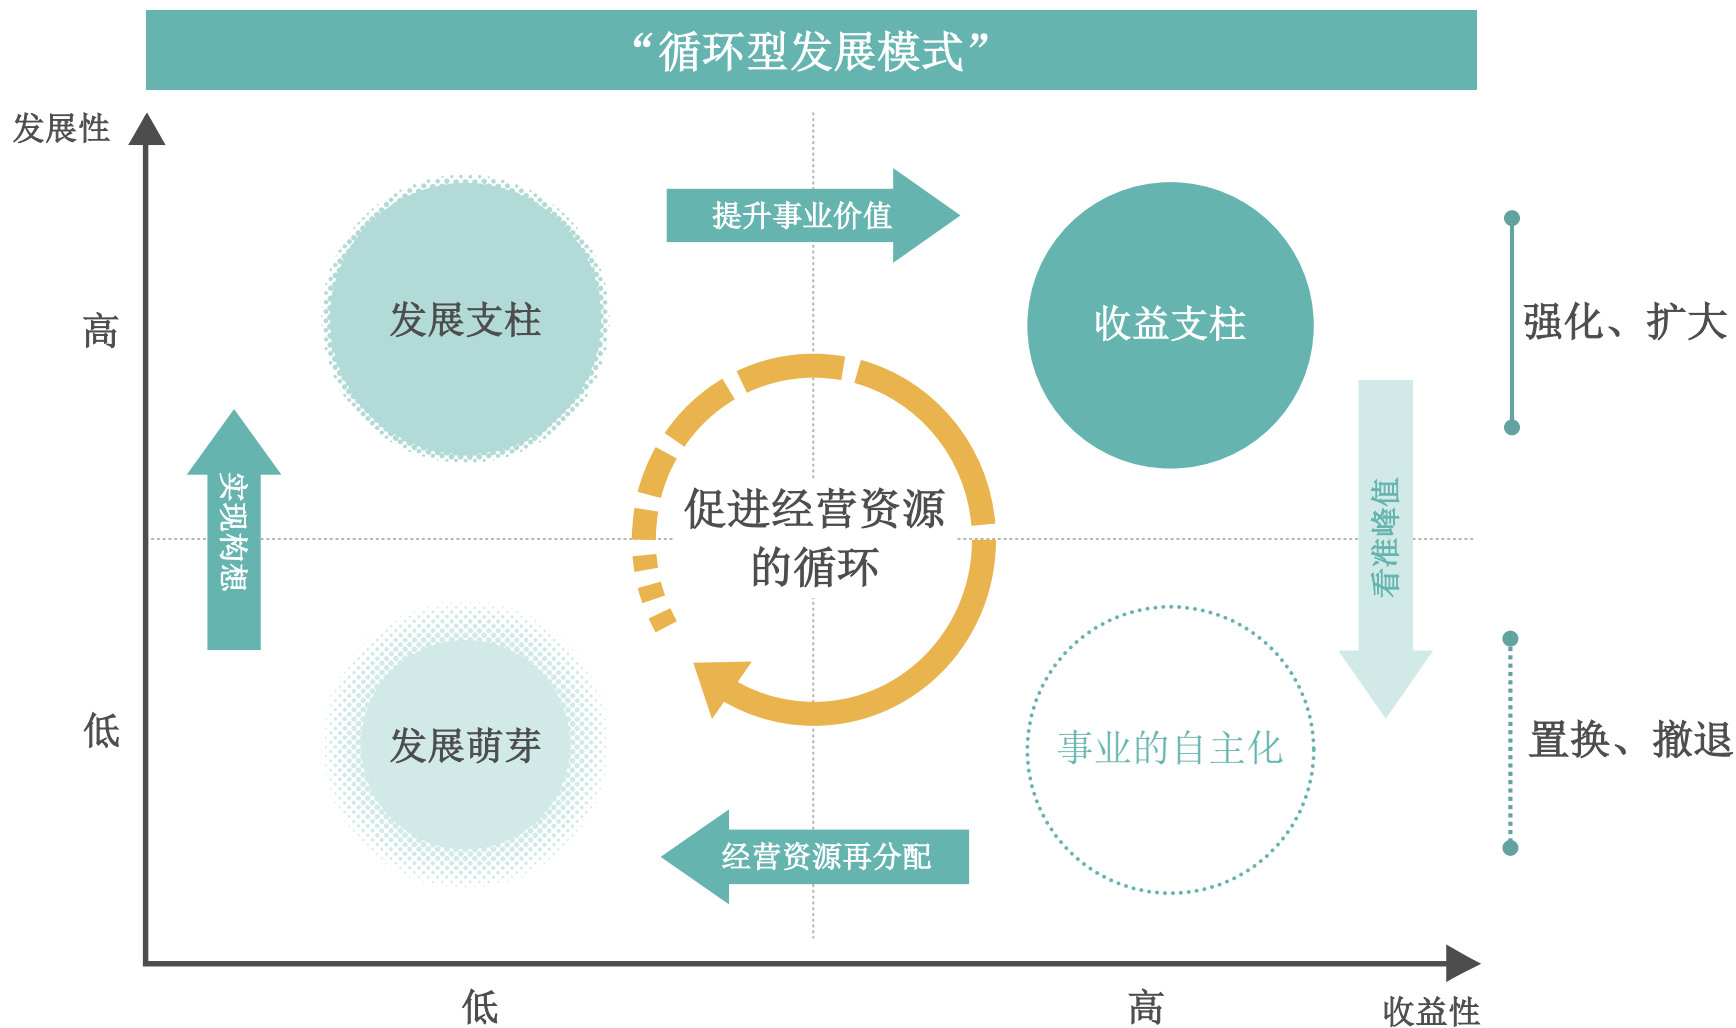 “循环型发展模式”
发展性
提升事业价值
发展支柱
收益支柱
高
强化、扩大
实现构想
促进经营资源
的循环
看准峰值
低
发展萌芽
事业的自主化
置换、撤退
经营资源再分配
低
高
收益性